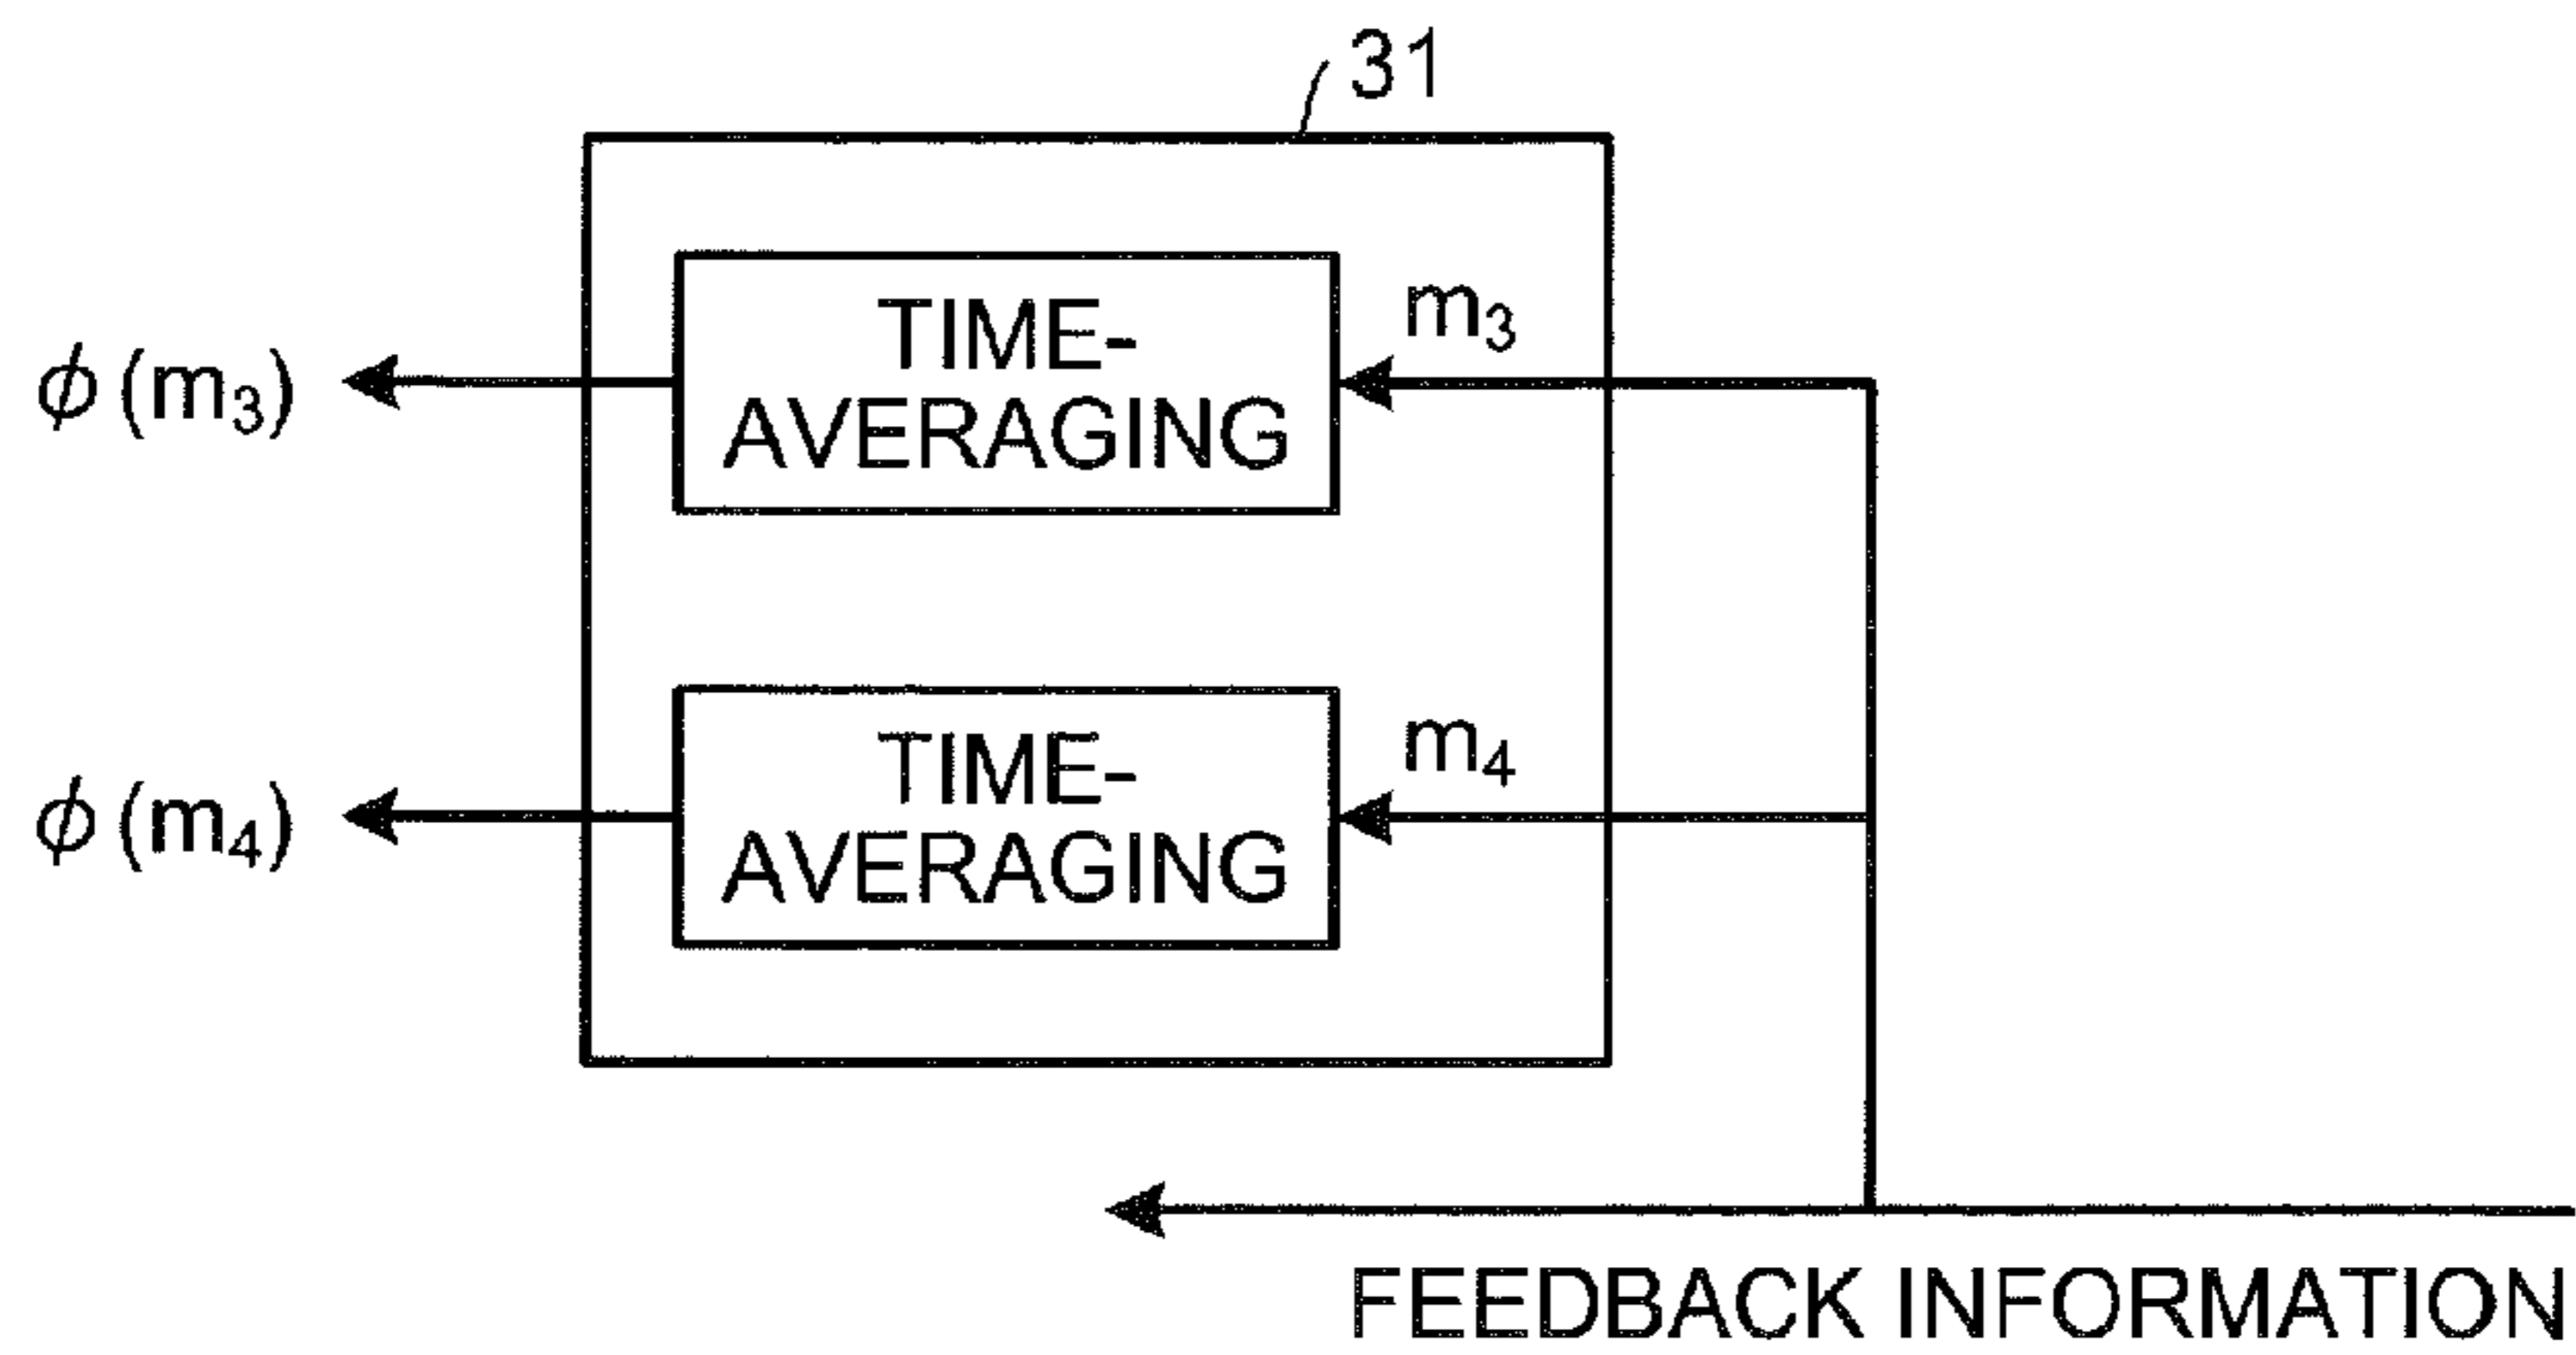 31
TIME-
AVERAGING
m₃
ϕ (m₃)
TIME-
AVERAGING
m₄
ϕ (m₄)
FEEDBACK INFORMATION